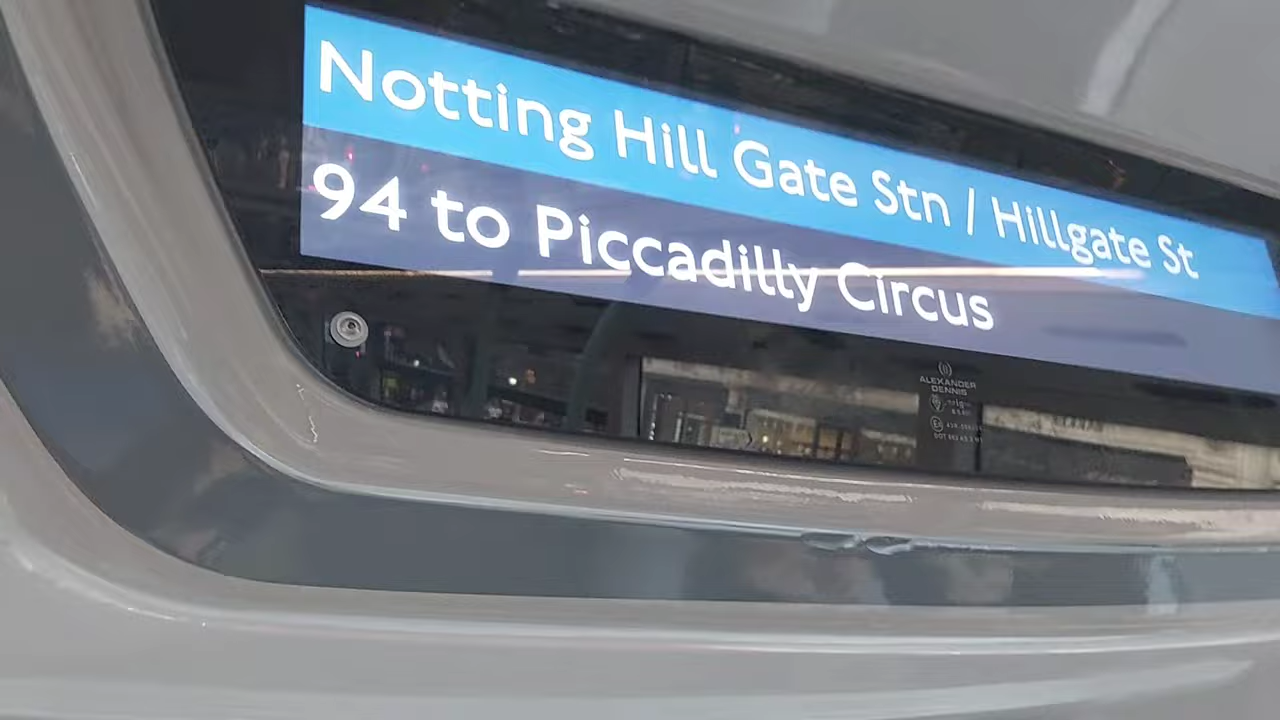 Notting Hill Gate Stn / Hillgate St
94 to Piccadilly Circus
ALEXANDER
DENNIS